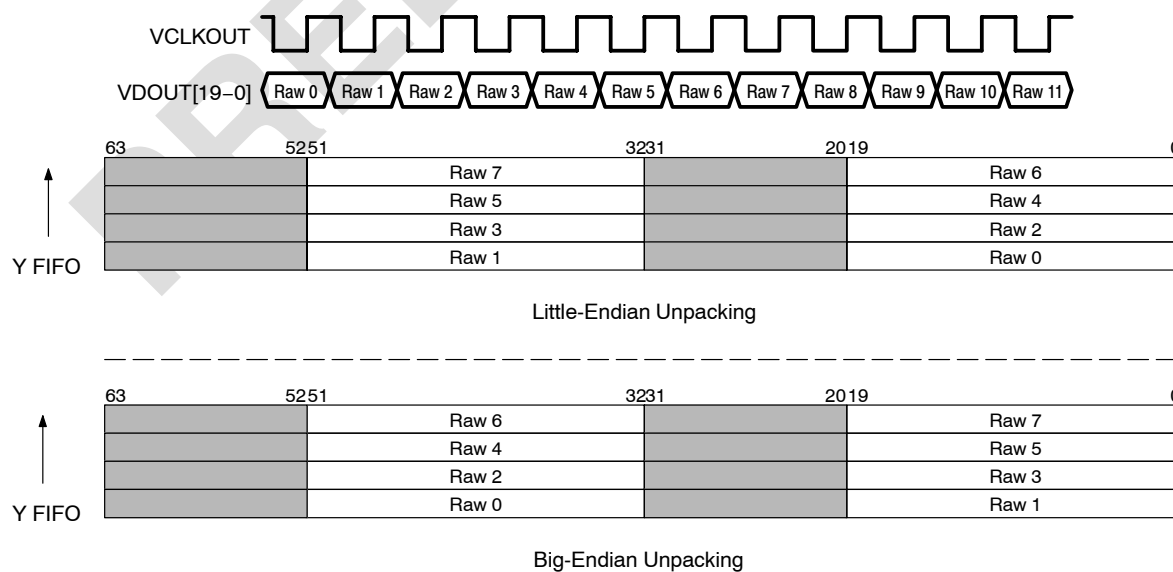 VCLKOUT
VDOUT[19–0] Raw 0 Raw 1 Raw 2 Raw 3 Raw 4 Raw 5 Raw 6 Raw 7 Raw 8 Raw 9 Raw 10 Raw 11
63 52 51 32 31 20 19
Raw 7 Raw 6
Raw 5 Raw 4
Raw 3 Raw 2
Y FIFO Raw 1 Raw 0
Little-Endian Unpacking
63 52 51 32 31 20 19
Raw 6 Raw 7
Raw 4 Raw 5
Raw 2 Raw 3
Y FIFO Raw 0 Raw 1
Big-Endian Unpacking